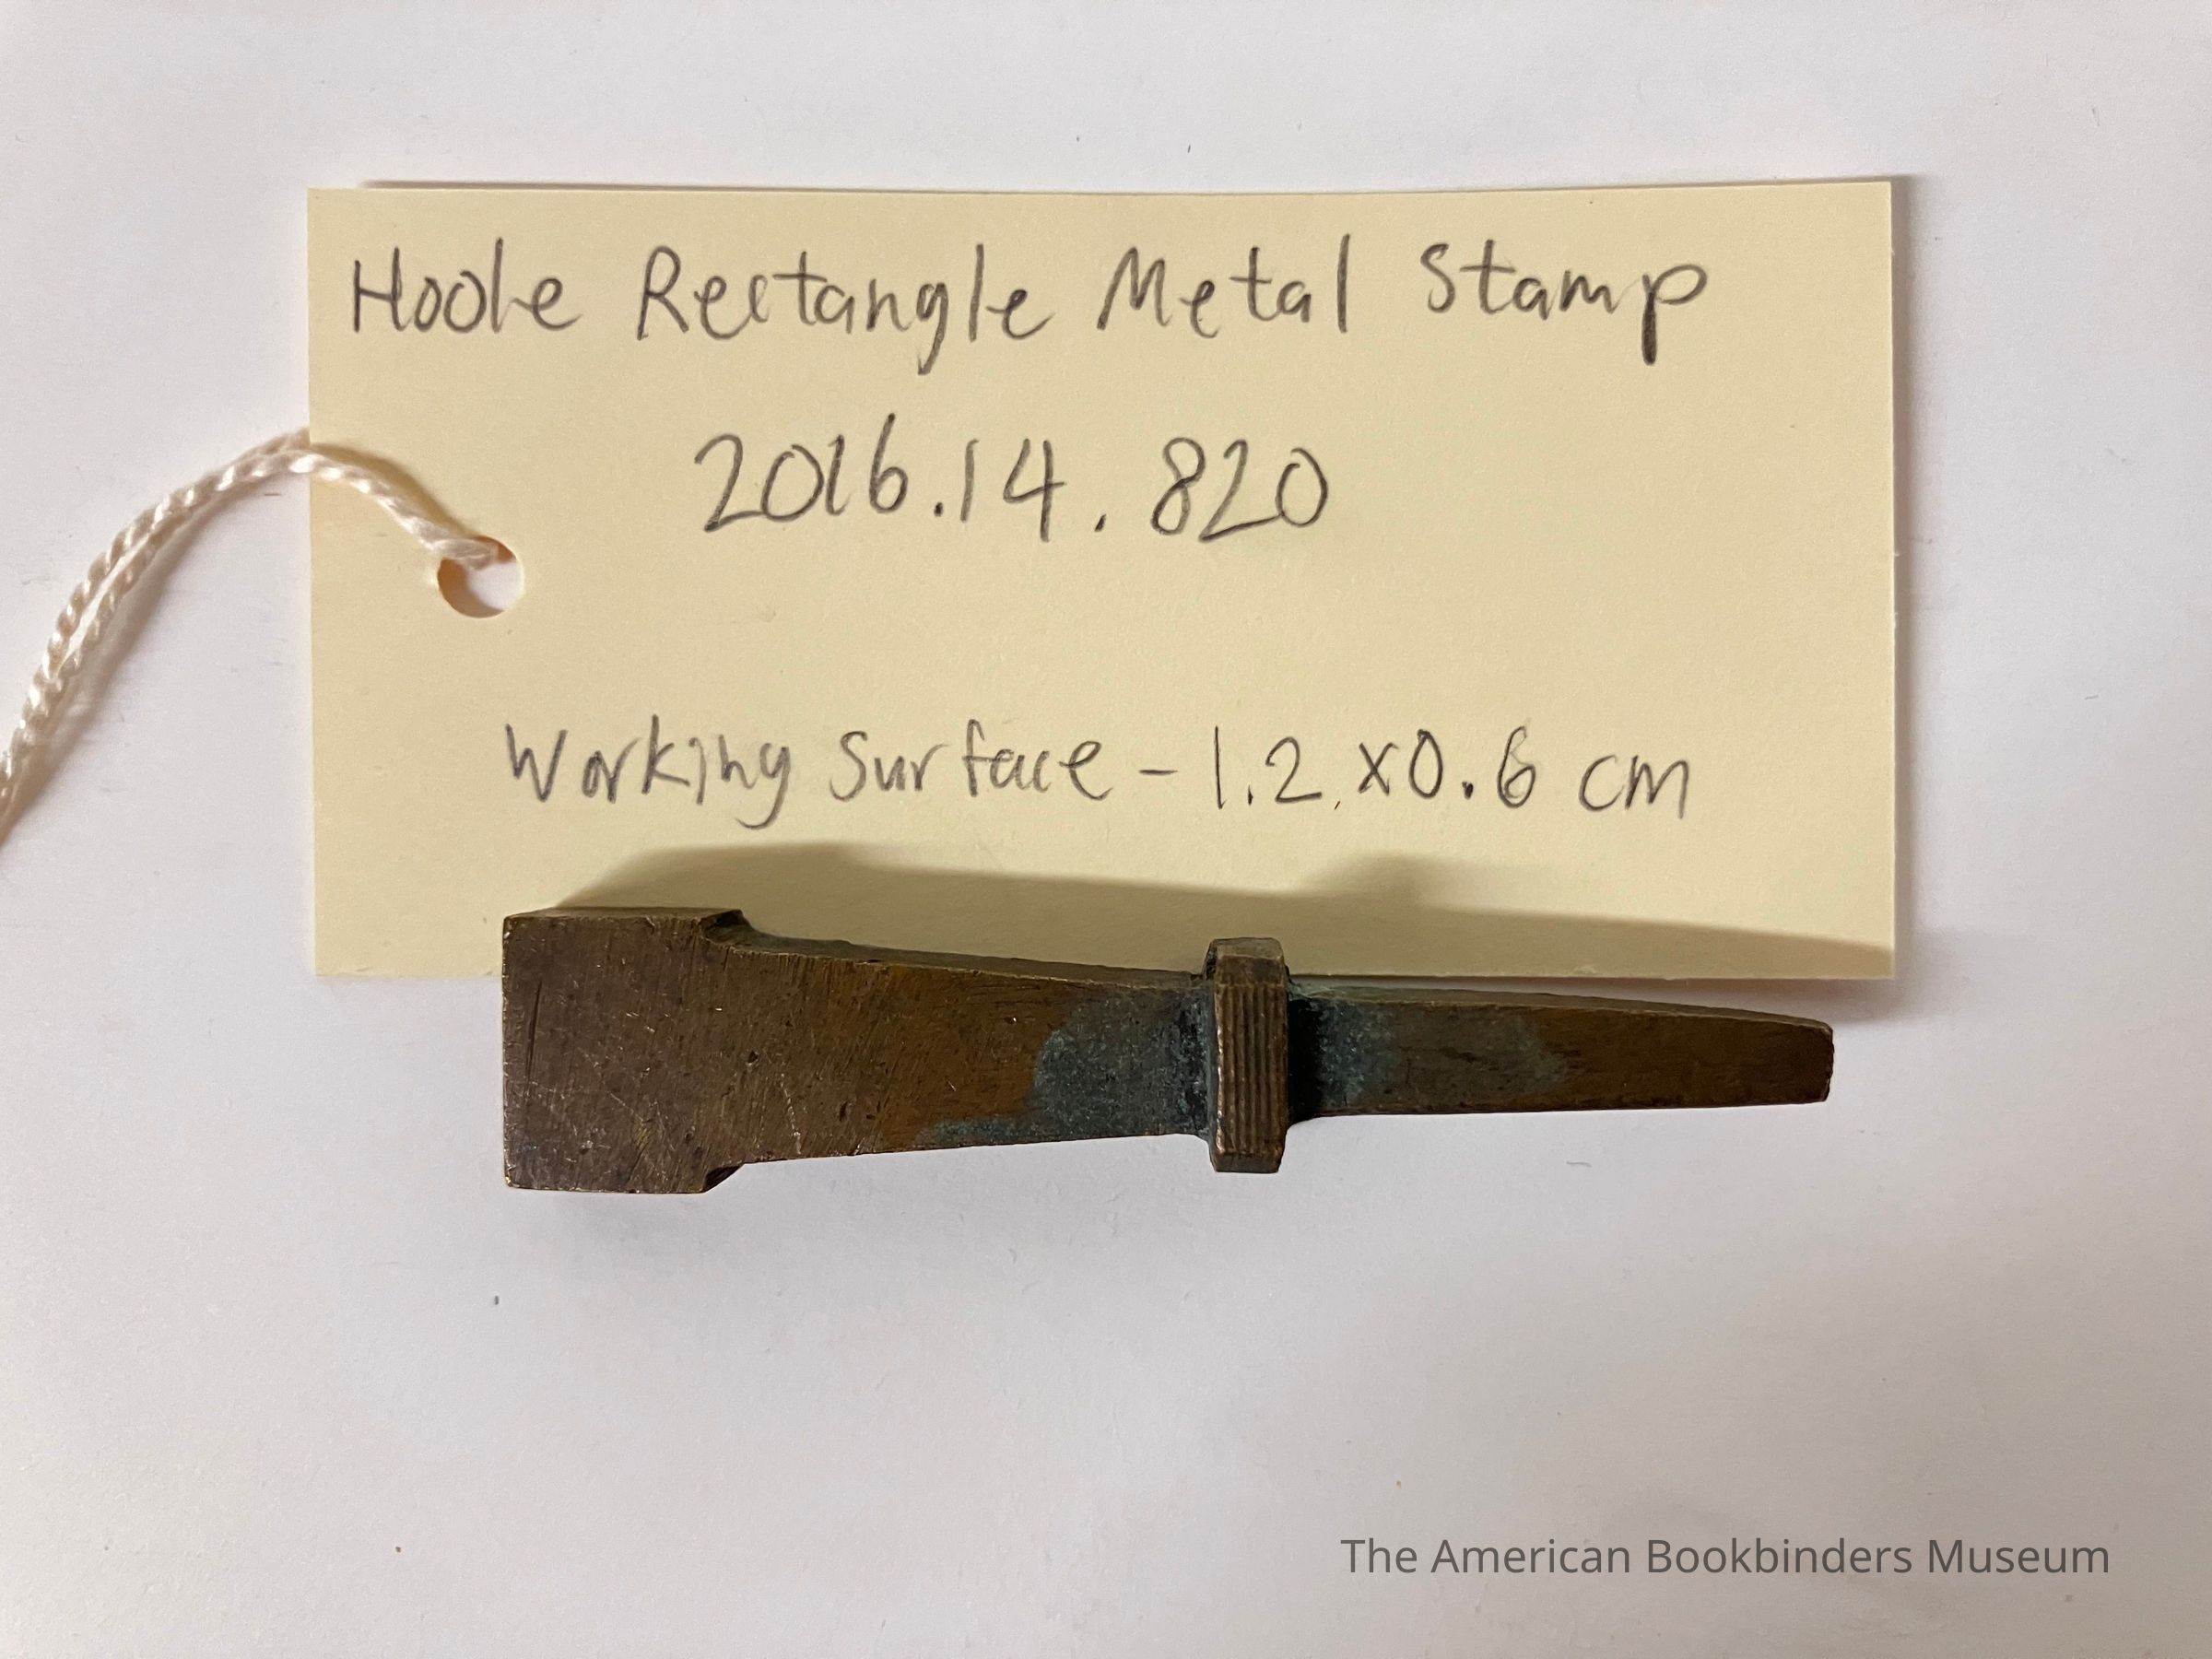 Hoole Rectangle Metal Stamp
2016.14.820
Working Surface - 1.2 x 0.6 cm
The American Bookbinders Museum